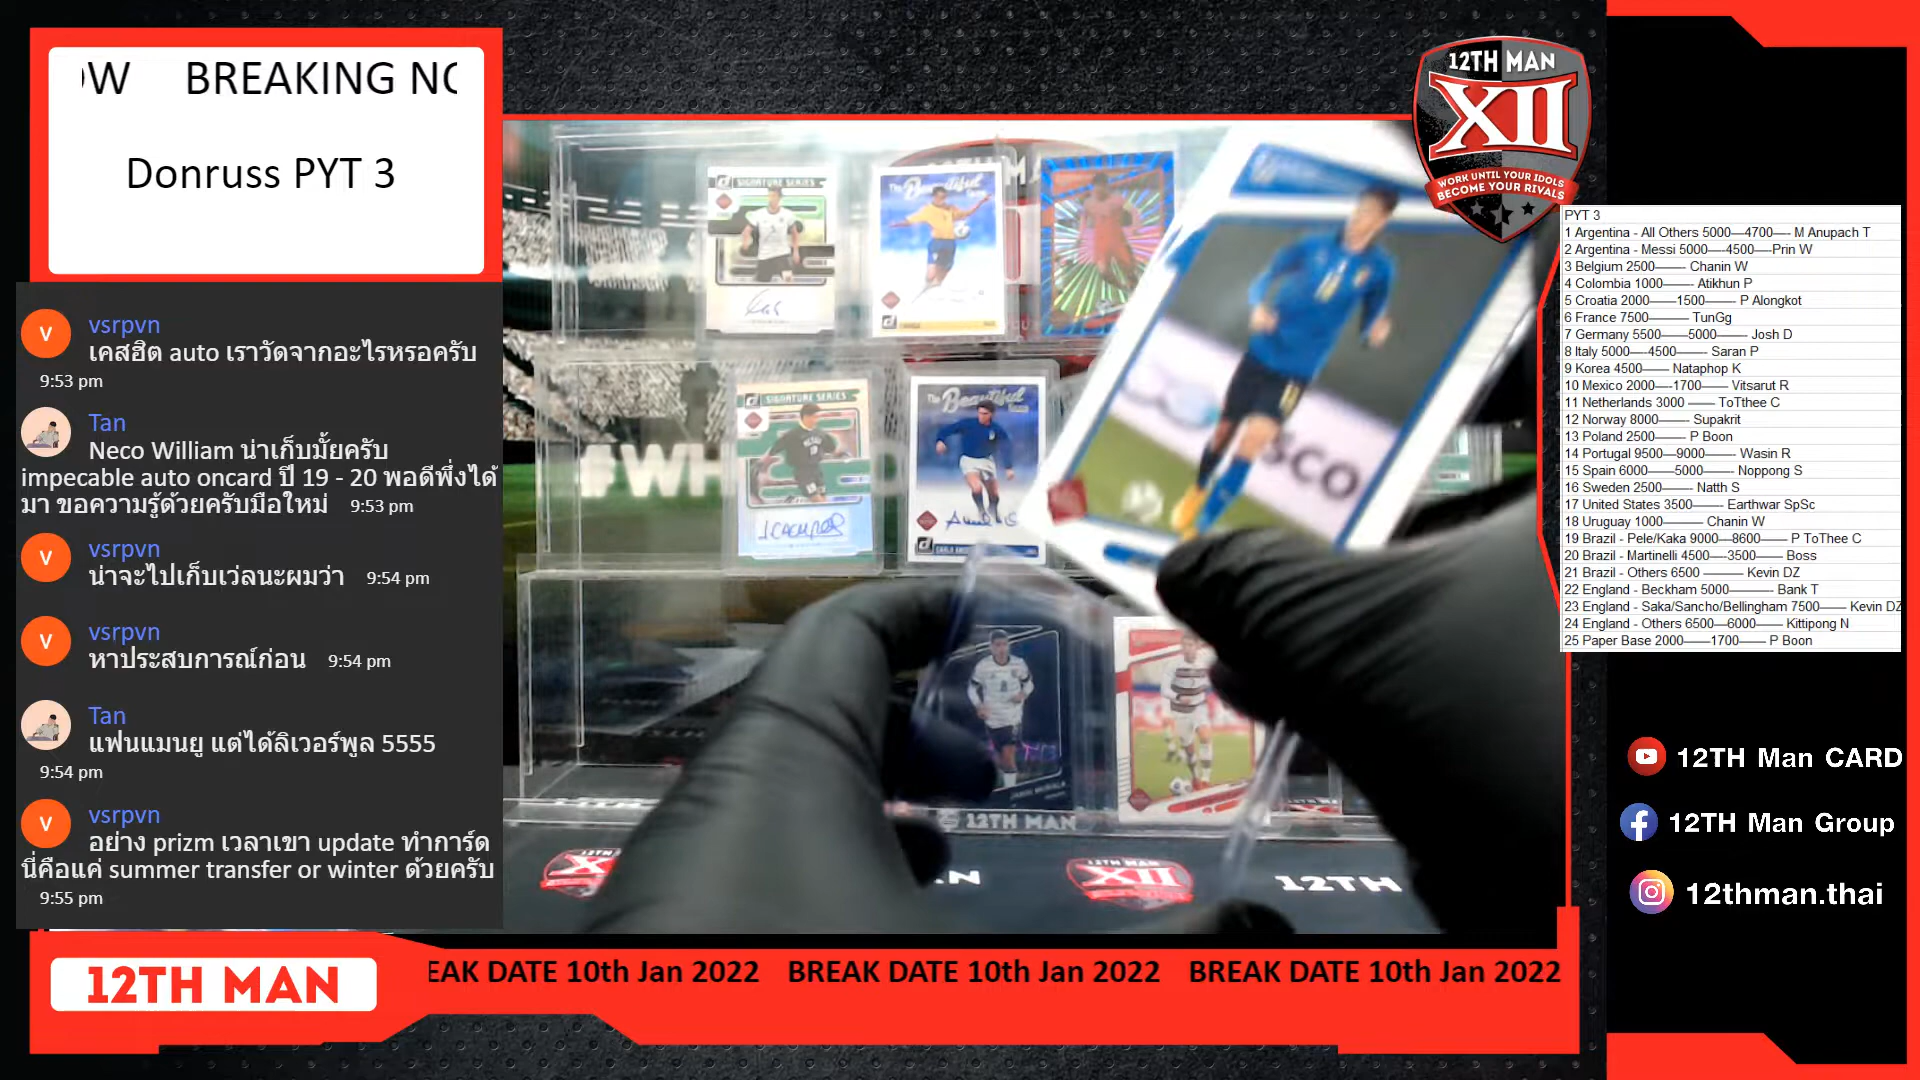 BREAKING
Donruss PYT 3
vsrpvn
เคสฮิต auto เราวัดจากอะไรหรอครับ
9:53 pm
Tan
Neco William น่าเก็บมั้ยครับ
impecable auto oncard ปี 19 - 20 พอดีพึ่งได้
มา ขอความรู้ด้วยครับมือใหม่ 9:53 pm
vsrpvn
น่าจะไปเก็บเว่ลนะผมว่า 9:54 pm
vsrpvn
หาประสบการณ์ก่อน 9:54 pm
Tan
แฟนแมนยู แต่ได้ลิเวอร์พูล 5555
9:54 pm
vsrpvn
อย่าง prizm เวลาเขา update ทำการ์ด
นี่คือแค่ summer transfer or winter ด้วยครับ
9:55 pm
12TH MAN
XII
WORK UNTIL YOUR IDOLS
BECOME YOUR RIVALS
SIGNATURE SERIES
The Beautiful
SIGNATURE SERIES
The Beautiful
#WH
12TH MAN
12TH MAN
XII
12TH
PYT 3
1 Argentina - All Others 5000—4700—- M Anupach T
2 Argentina - Messi 5000—-4500—-Prin W
3 Belgium 2500——- Chanin W
4 Colombia 1000——- Atikhun P
5 Croatia 2000——1500——- P Alongkot
6 France 7500———- TunGg
7 Germany 5500——5000——- Josh D
8 Italy 5000—-4500——- Saran P
9 Korea 4500—— Nataphop K
10 Mexico 2000—-1700—— Vitsarut R
11 Netherlands 3000 —— ToTthee C
12 Norway 8000——- Supakrit
13 Poland 2500—— P Boon
14 Portugal 9500—9000——- Wasin R
15 Spain 6000——5000——- Noppong S
16 Sweden 2500——- Natth S
17 United States 3500——- Earthwar SpSc
18 Uruguay 1000——— Chanin W
19 Brazil - Pele/Kaka 9000—8600—- P ToThee C
20 Brazil - Martinelli 4500—3500—- Boss
21 Brazil - Others 6500 ——— Kevin DZ
22 England - Beckham 5000———- Bank T
23 England - Saka/Sancho/Bellingham 7500—— Kevin DZ
24 England - Others 6500—6000—— Kittipong N
25 Paper Base 2000——1700—— P Boon
12TH Man CARD
12TH Man Group
12thman.thai
12TH MAN
EAK DATE 10th Jan 2022 BREAK DATE 10th Jan 2022 BREAK DATE 10th Jan 2022